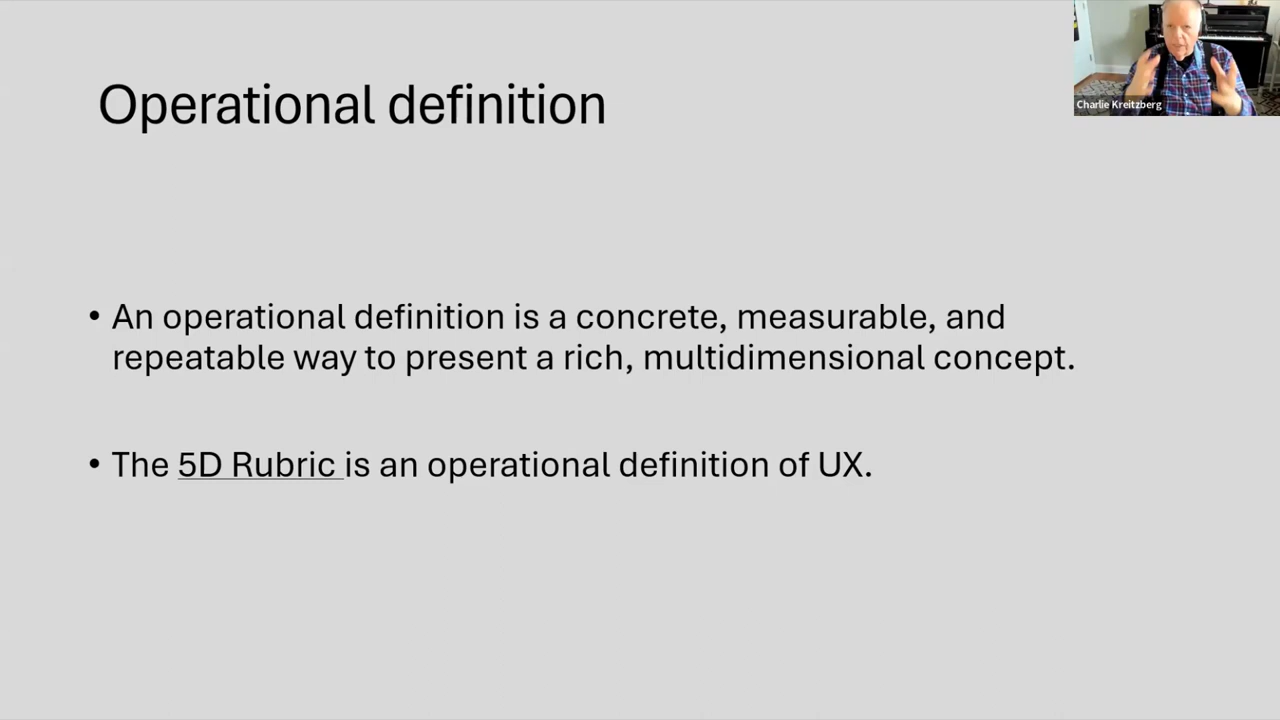 Operational definition
Charlie Kreitzberg
• An operational definition is a concrete, measurable, and
repeatable way to present a rich, multidimensional concept.
• The 5D Rubric is an operational definition of UX.